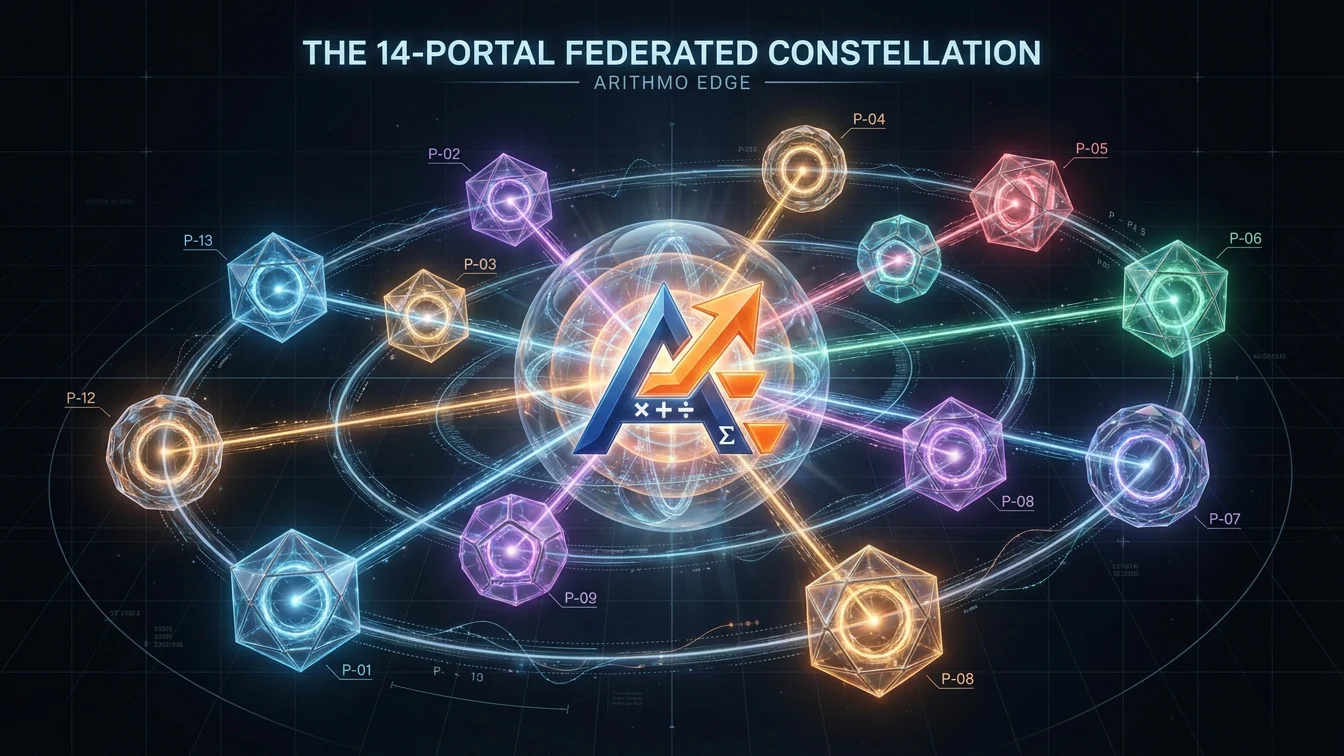 THE 14-PORTAL FEDERATED CONSTELLATION
ARITHMO EDGE
P-04
P-02
P-05
P-13
P-06
P-03
P-12
×+÷
Σ
P-08
P-07
P-09
P-01
P-08